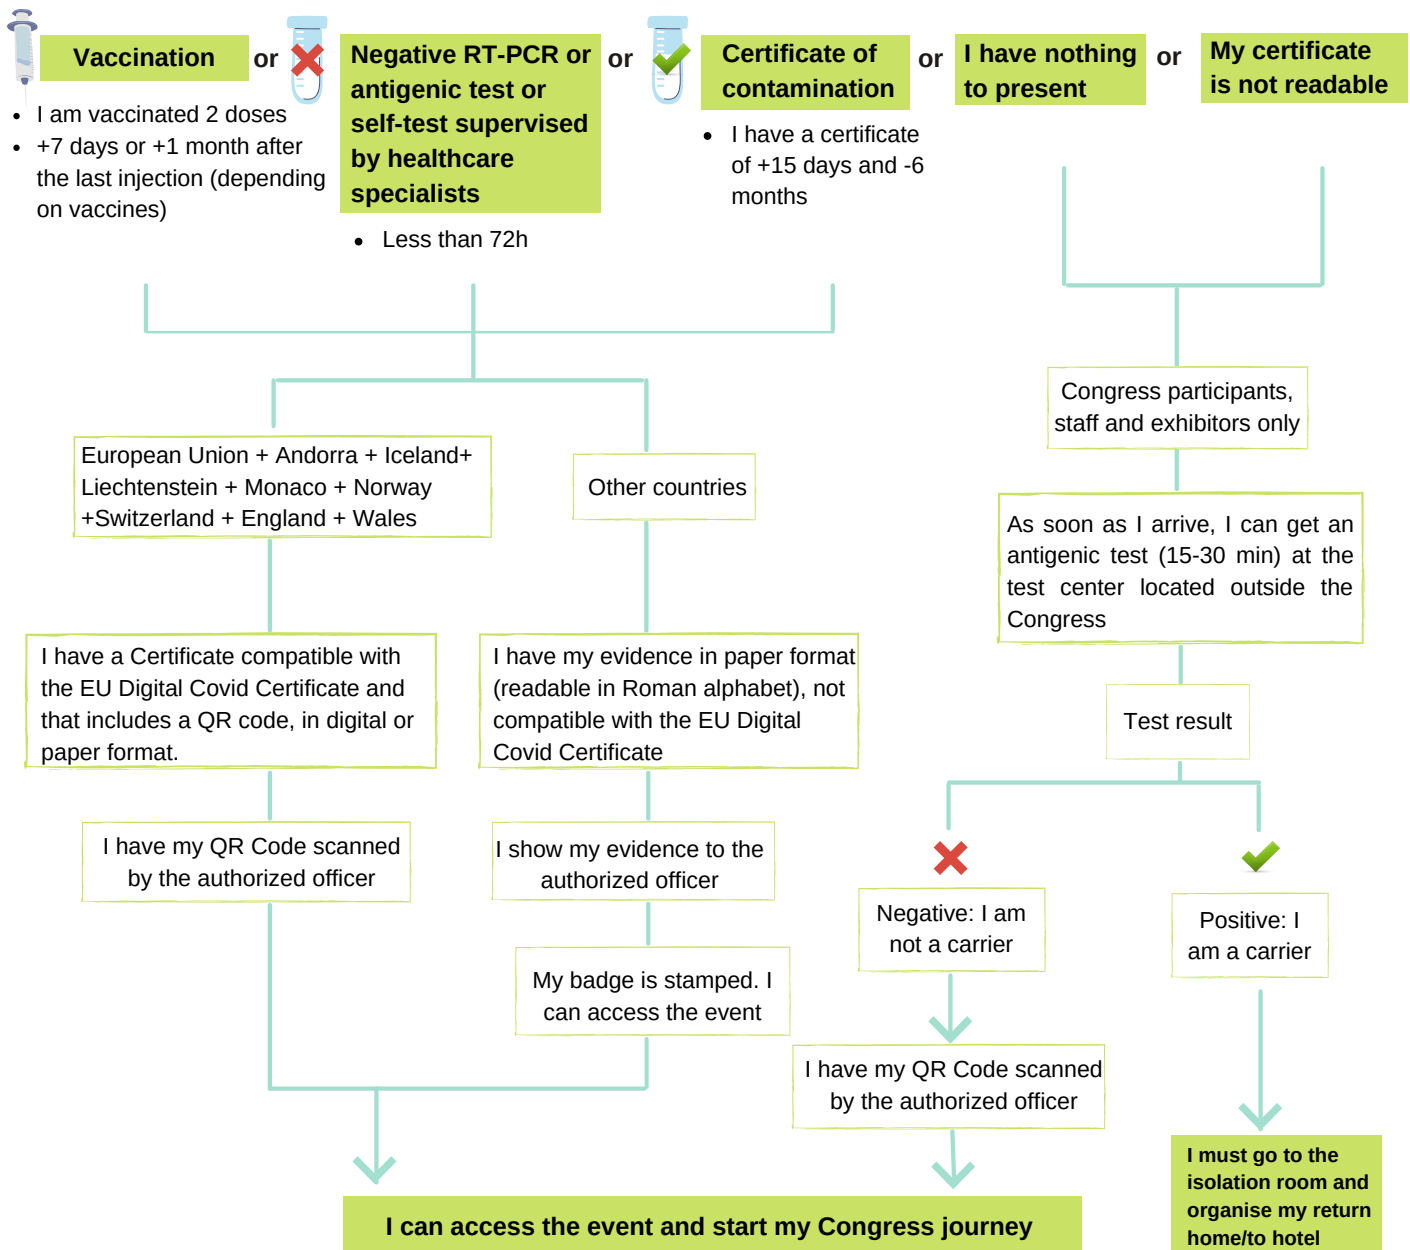 Vaccination
or
Negative RT-PCR or
antigenic test or
self-test supervised
by healthcare
specialists
or
Certificate of
contamination
or
I have nothing
to present
or
My certificate
is not readable
• I am vaccinated 2 doses
• +7 days or +1 month after
the last injection (depending
on vaccines)
• Less than 72h
• I have a certificate
of +15 days and -6
months
European Union + Andorra + Iceland+
Liechtenstein + Monaco + Norway
+Switzerland + England + Wales
Other countries
Congress participants,
staff and exhibitors only
As soon as I arrive, I can get an
antigenic test (15-30 min) at the
test center located outside the
Congress
I have a Certificate compatible with
the EU Digital Covid Certificate and
that includes a QR code, in digital or
paper format.
I have my evidence in paper format
(readable in Roman alphabet), not
compatible with the EU Digital
Covid Certificate
Test result
I have my QR Code scanned
by the authorized officer
I show my evidence to the
authorized officer
Negative: I am
not a carrier
Positive: I
am a carrier
My badge is stamped. I
can access the event
I have my QR Code scanned
by the authorized officer
I can access the event and start my Congress journey
I must go to the
isolation room and
organise my return
home/to hotel